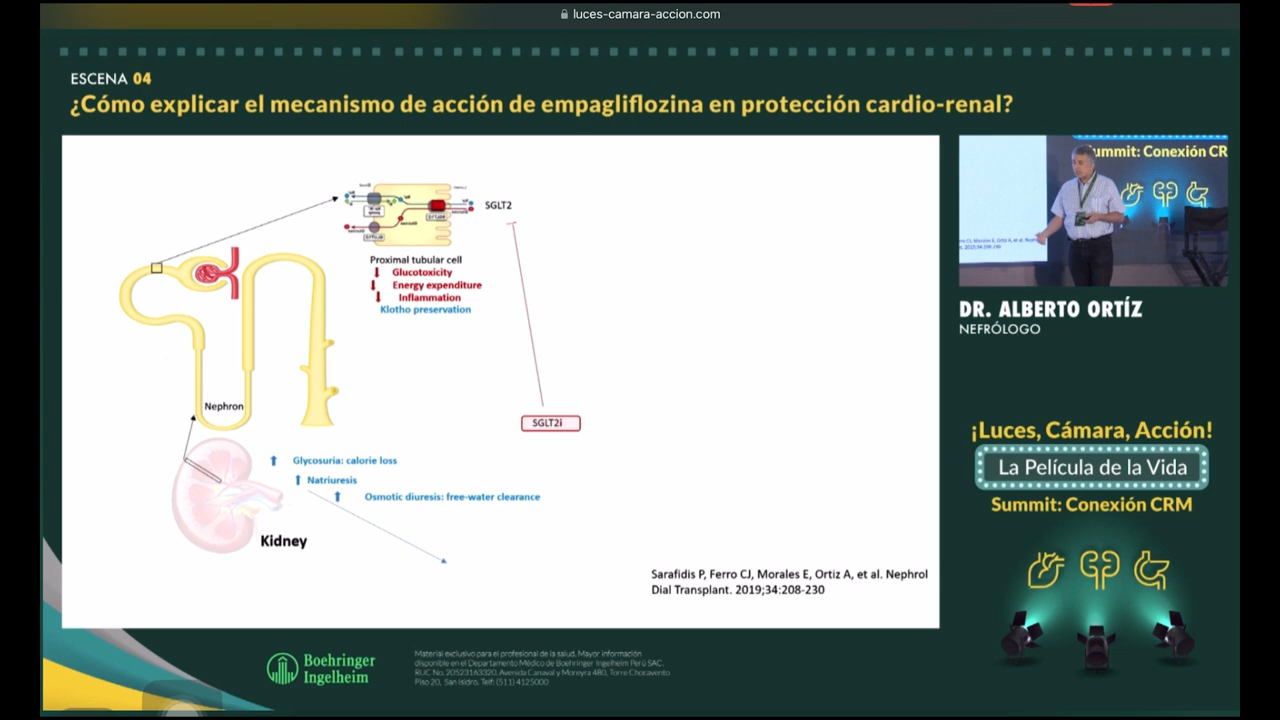 luces-camara-accion.com
ESCENA 04
¿Cómo explicar el mecanismo de acción de empagliflozina en protección cardio-renal?
SGLT2
Proximal tubular cell
Glucotoxicity
Energy expenditure
Inflammation
Klotho preservation
Nephron
SGLT2i
Glycosuria: calorie loss
Natriuresis
Osmotic diuresis: free-water clearance
Kidney
Sarafidis P, Ferro CJ, Morales E, Ortiz A, et al. Nephrol
Dial Transplant. 2019;34:208-230
ummit: Conexión CR
DR. ALBERTO ORTÍZ
NEFRÓLOGO
¡Luces, Cámara, Acción!
La Película de la Vida
Summit: Conexión CRM
Boehringer
Ingelheim
Material exclusivo para el profesional de la salud. Mayor información
disponible en el Departamento Médico de Boehringer Ingelheim Perú SAC.
RUC No. 20523163320. Avenida Canaval y Moreyra 480, Torre Chocavento
Piso 20, San Isidro, Telf: (511) 4125000